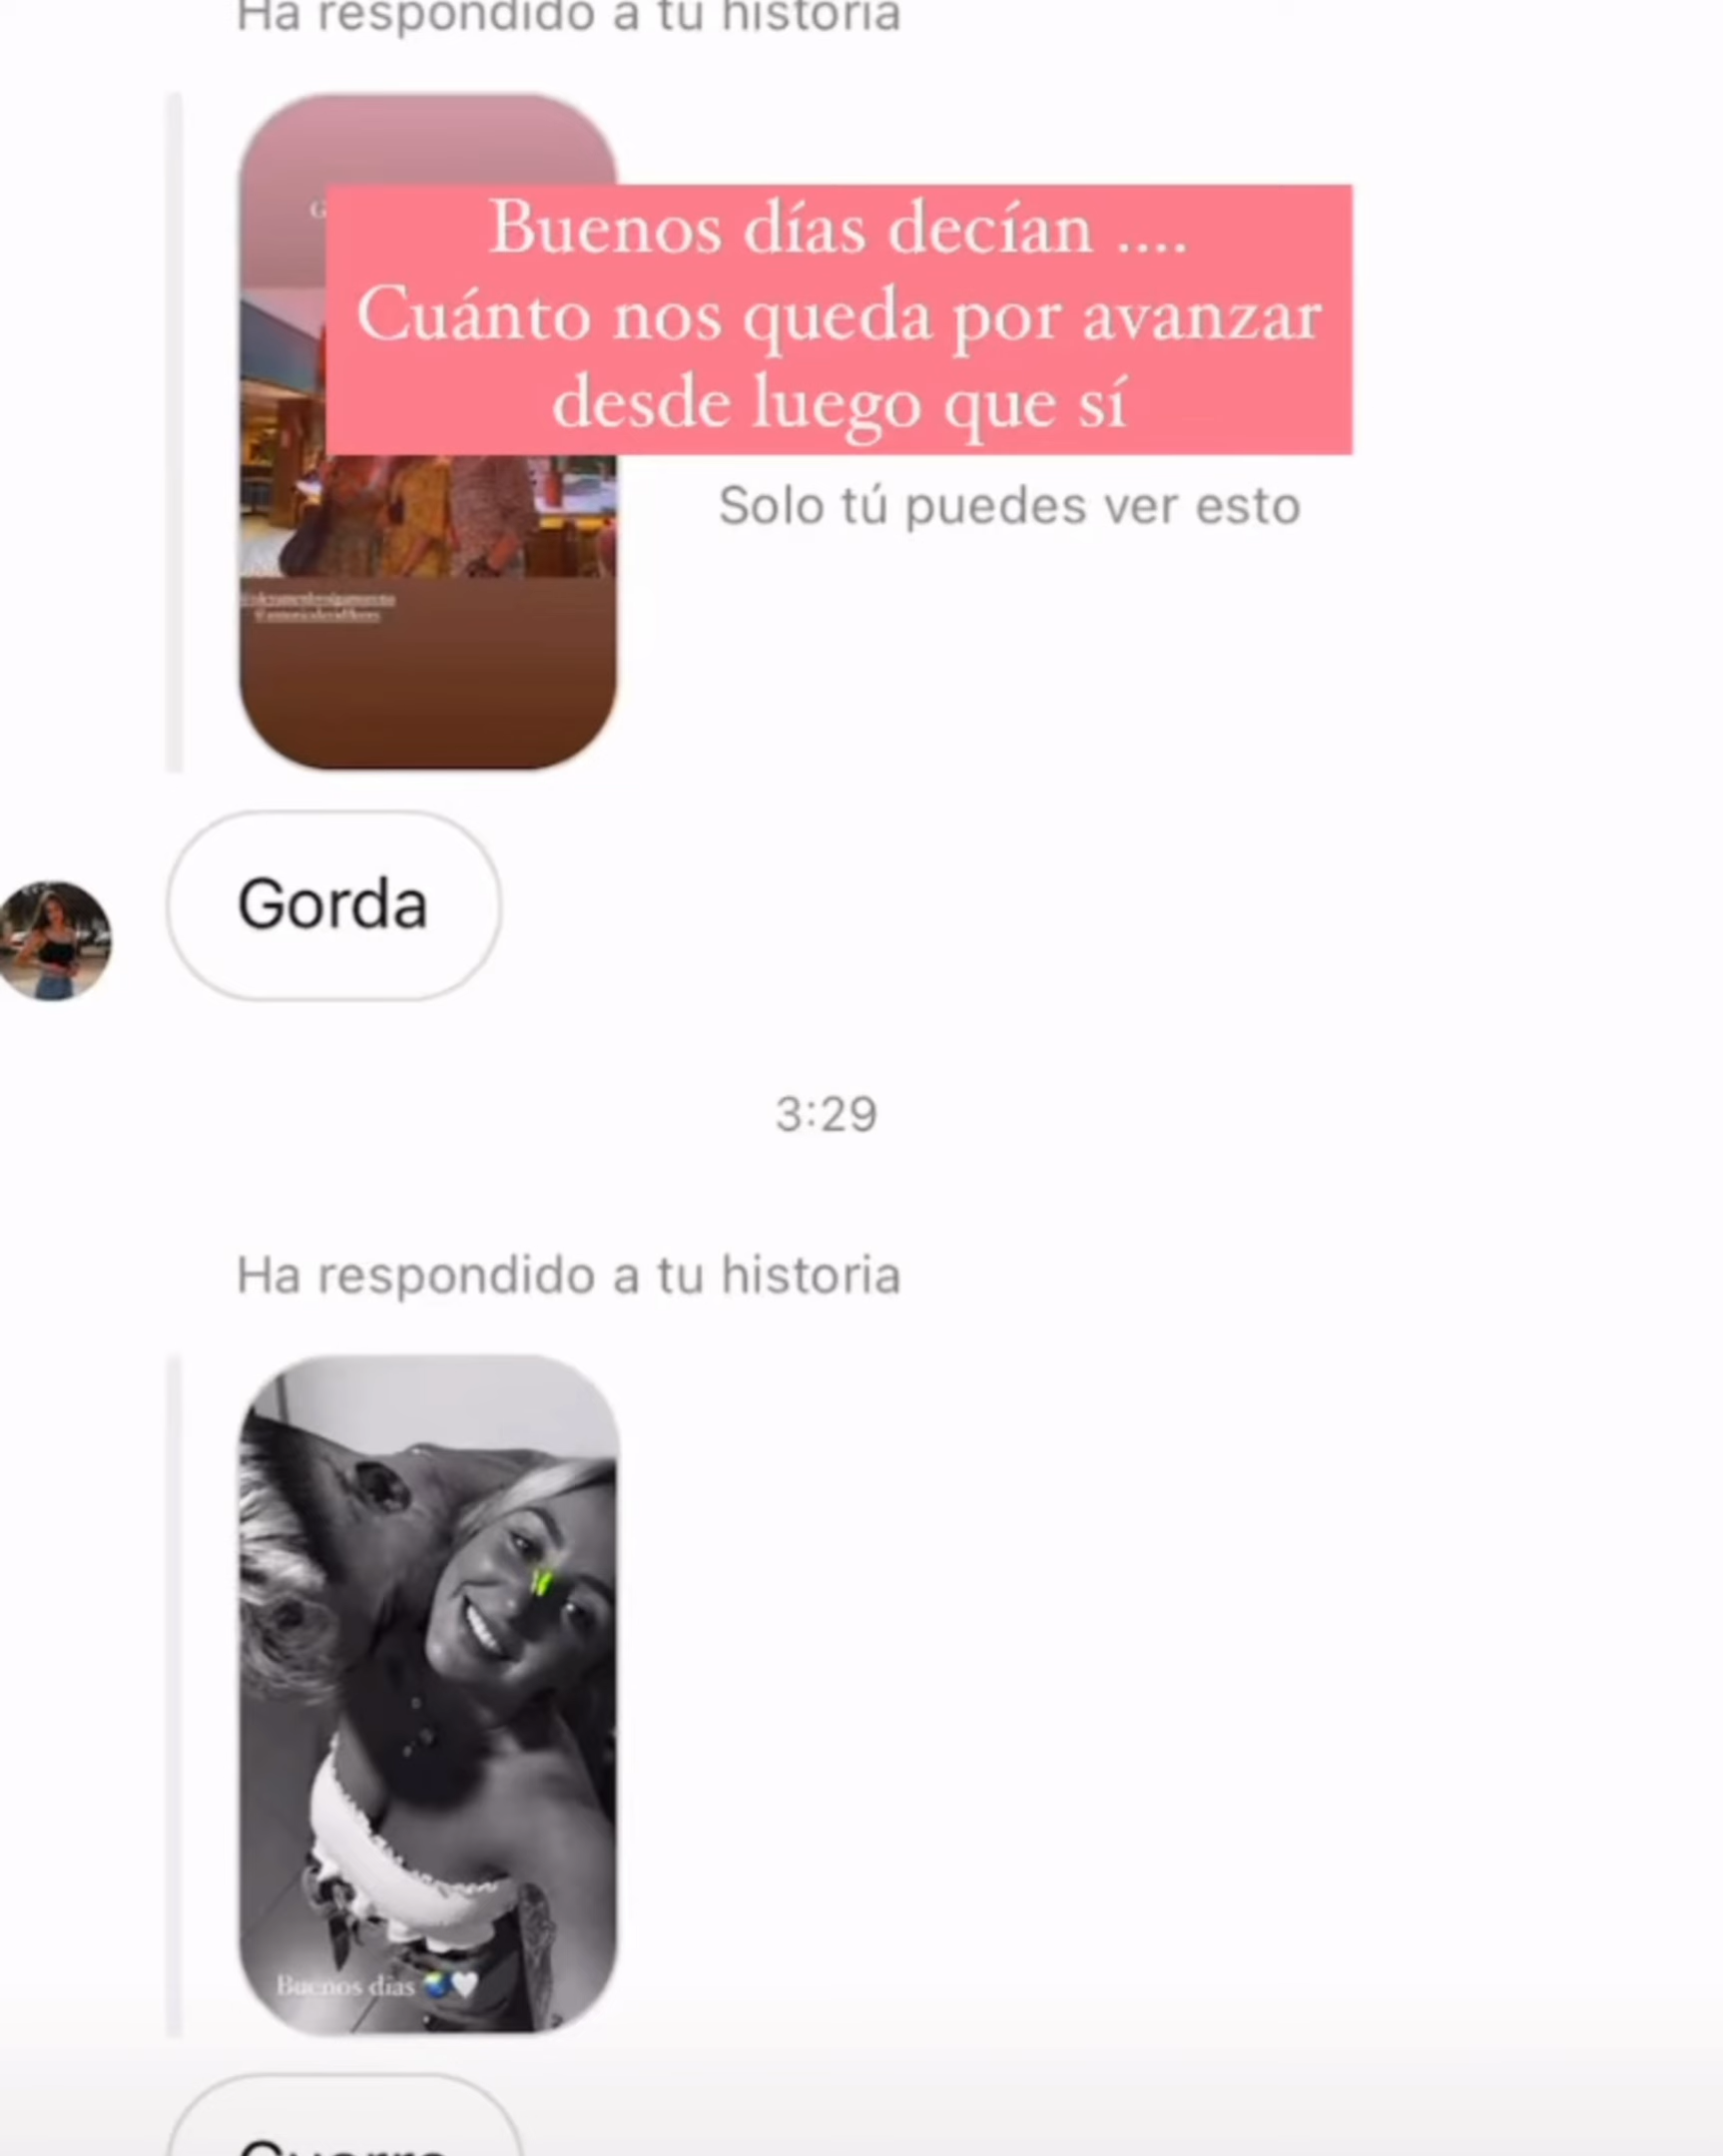 Ha respondido a tu historia
Buenos días decían ....
Cuánto nos queda por avanzar
desde luego que sí
Solo tú puedes ver esto
Gorda
3:29
Ha respondido a tu historia
Buenos días 🌏🤍